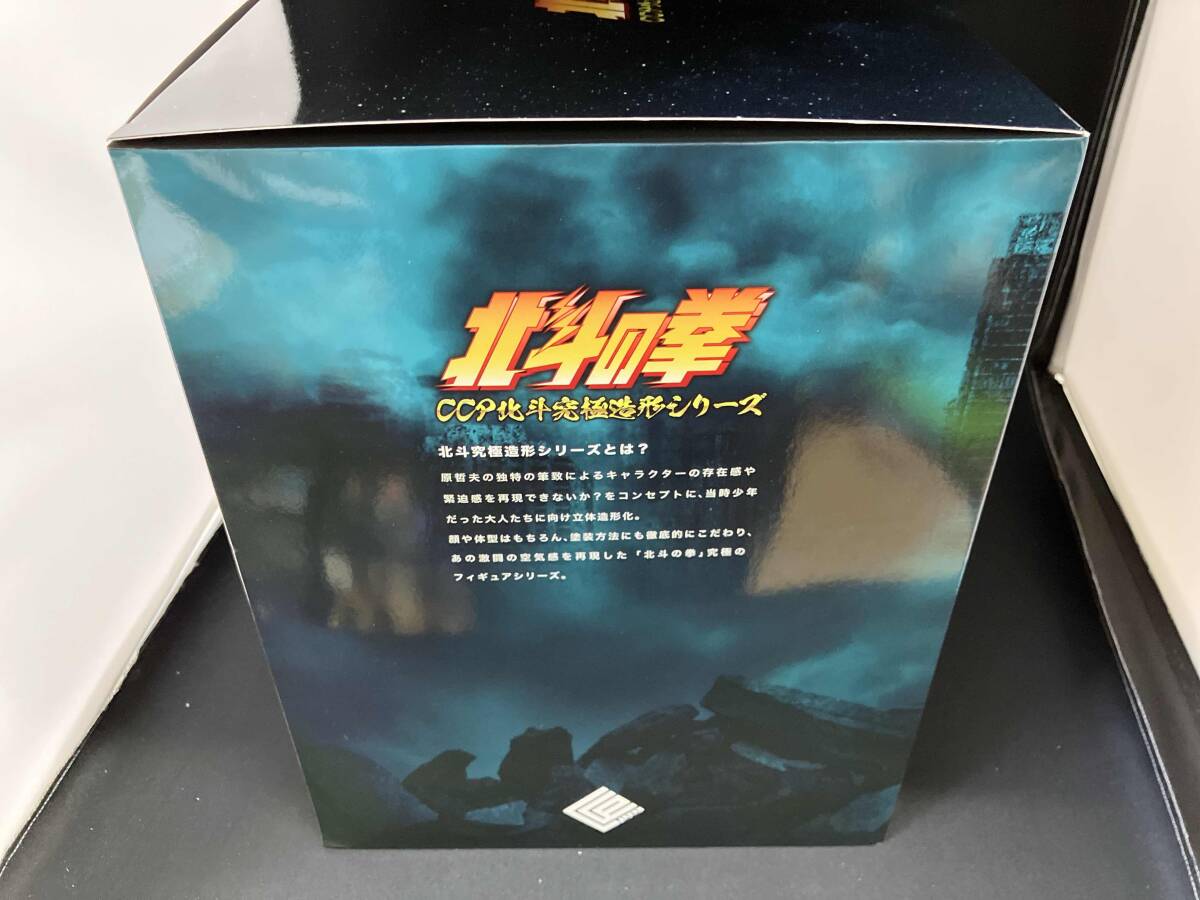 北斗の拳
CCP北斗究極造形シリーズ
北斗究極造形シリーズとは?
原哲夫の独特の筆致によるキャラクターの存在感や
緊迫感を再現できないか?をコンセプトに、当時少年
だった大人たちに向け立体造形化。
顔や体型はもちろん、塗装方法にも徹底的にこだわり、
あの激闘の空気感を再現した「北斗の拳」究極の
フィギュアシリーズ。